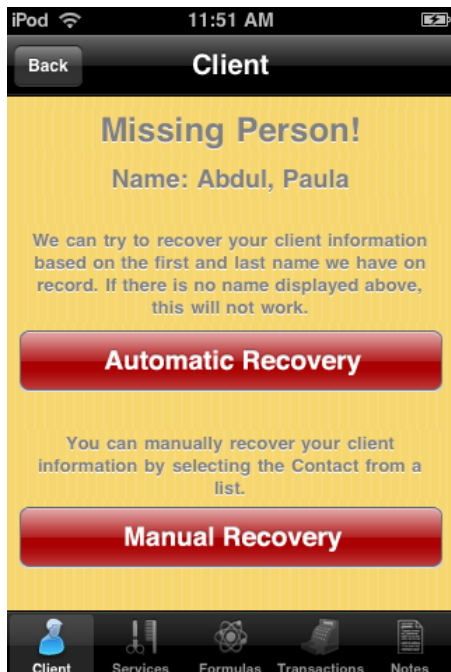 iPod 11:51 AM
Back Client
Missing Person!
Name: Abdul, Paula
We can try to recover your client information
based on the first and last name we have on
record. If there is no name displayed above,
this will not work.
Automatic Recovery
You can manually recover your client
information by selecting the Contact from a
list.
Manual Recovery
Client Services Formulas Transactions Notes